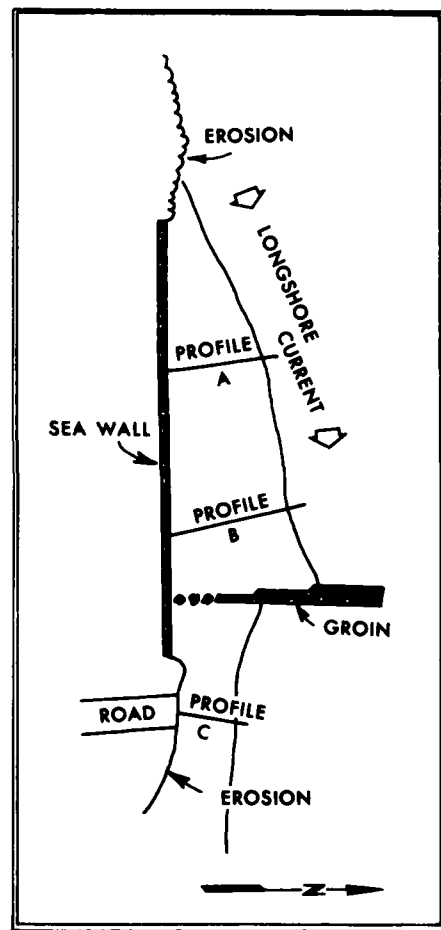 EROSION
LONGSHORE
CURRENT
PROFILE
A
SEA WALL
PROFILE
B
GROIN
ROAD
PROFILE
C
EROSION
N